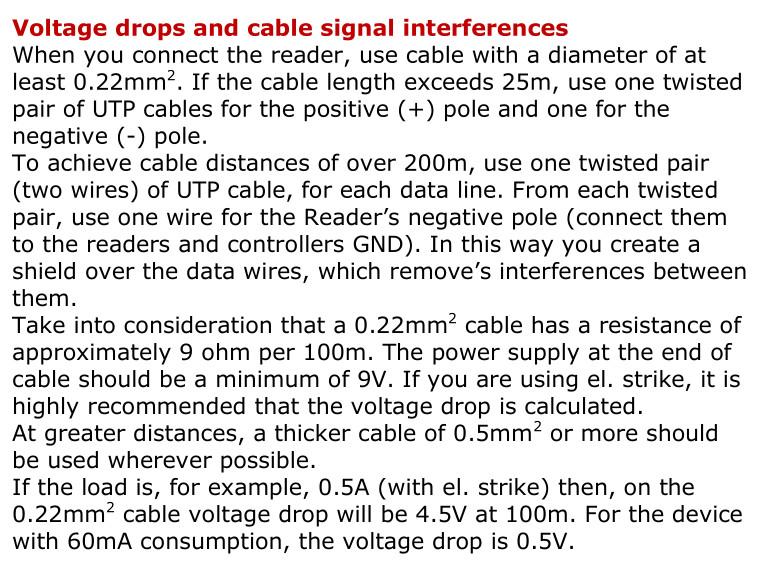 Voltage drops and cable signal interferences
When you connect the reader, use cable with a diameter of at
least 0.22mm². If the cable length exceeds 25m, use one twisted
pair of UTP cables for the positive (+) pole and one for the
negative (-) pole.
To achieve cable distances of over 200m, use one twisted pair
(two wires) of UTP cable, for each data line. From each twisted
pair, use one wire for the Reader’s negative pole (connect them
to the readers and controllers GND). In this way you create a
shield over the data wires, which remove’s interferences between
them.
Take into consideration that a 0.22mm² cable has a resistance of
approximately 9 ohm per 100m. The power supply at the end of
cable should be a minimum of 9V. If you are using el. strike, it is
highly recommended that the voltage drop is calculated.
At greater distances, a thicker cable of 0.5mm² or more should
be used wherever possible.
If the load is, for example, 0.5A (with el. strike) then, on the
0.22mm² cable voltage drop will be 4.5V at 100m. For the device
with 60mA consumption, the voltage drop is 0.5V.